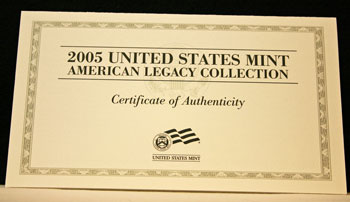 2005 UNITED STATES MINT
AMERICAN LEGACY COLLECTION
Certificate of Authenticity
UNITED STATES MINT